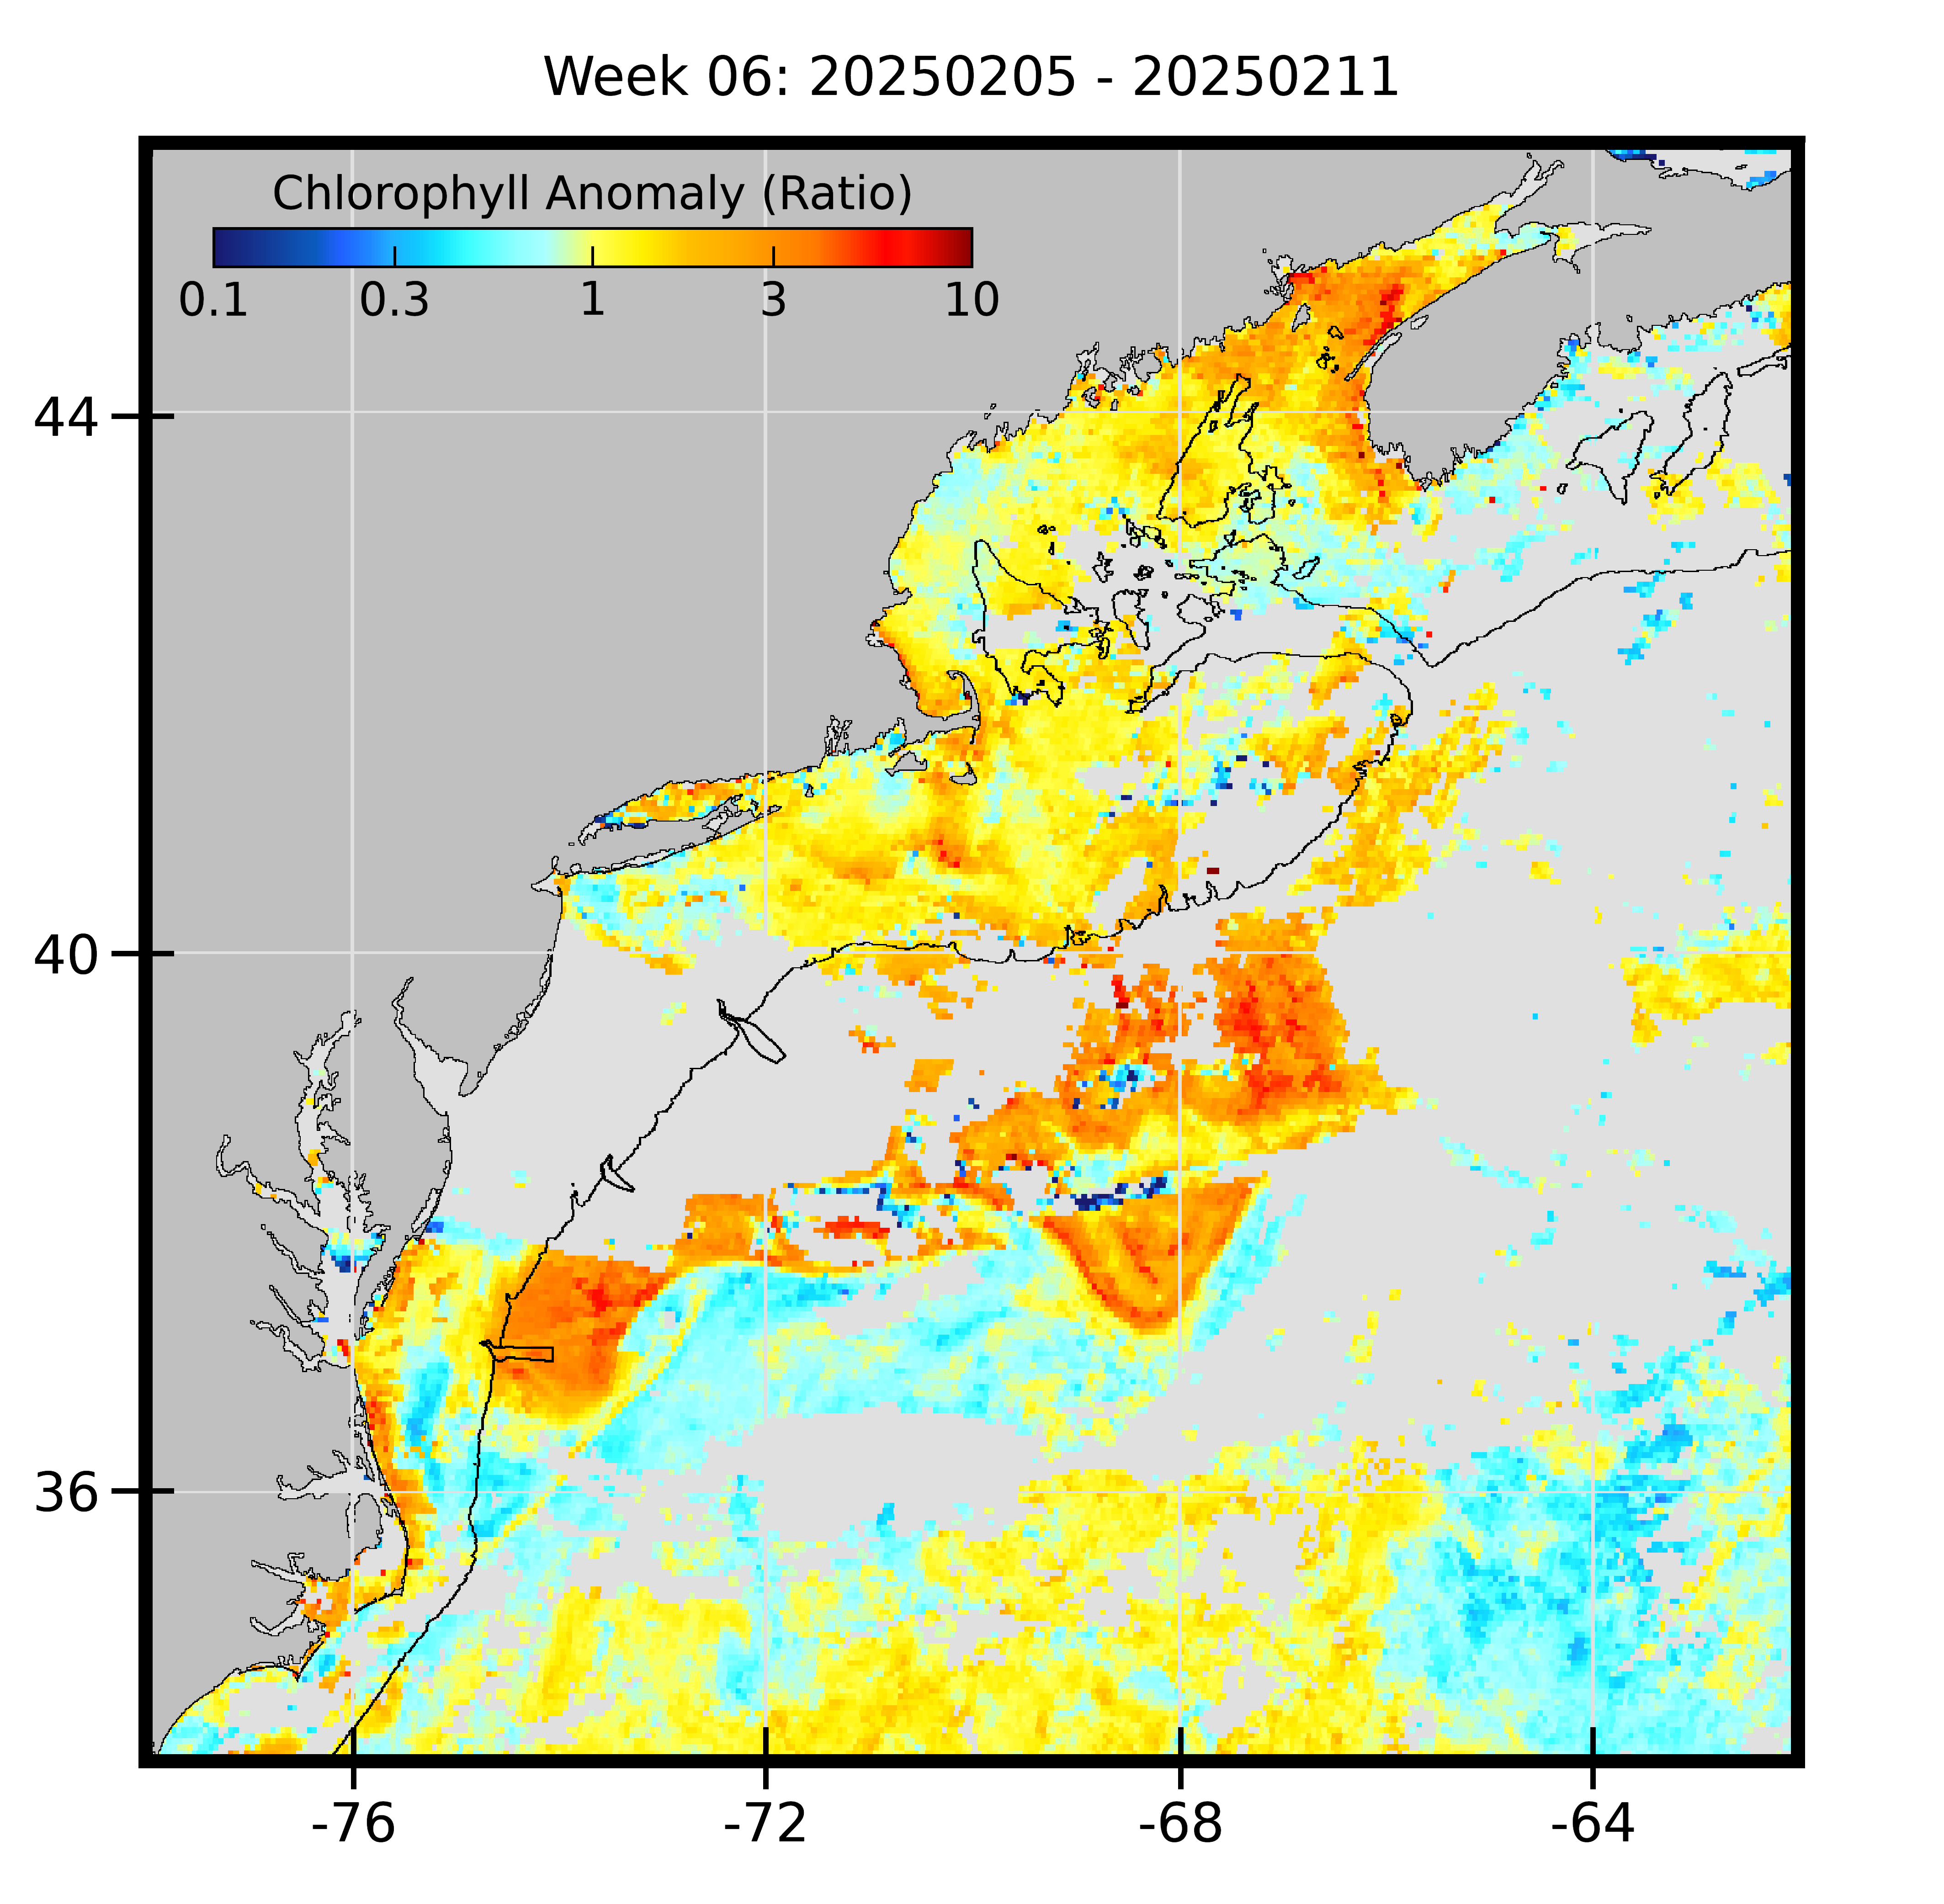 Week 06: 20250205 - 20250211
Chlorophyll Anomaly (Ratio)
0.1 0.3 1 3 10
44
40
36
-76 -72 -68 -64